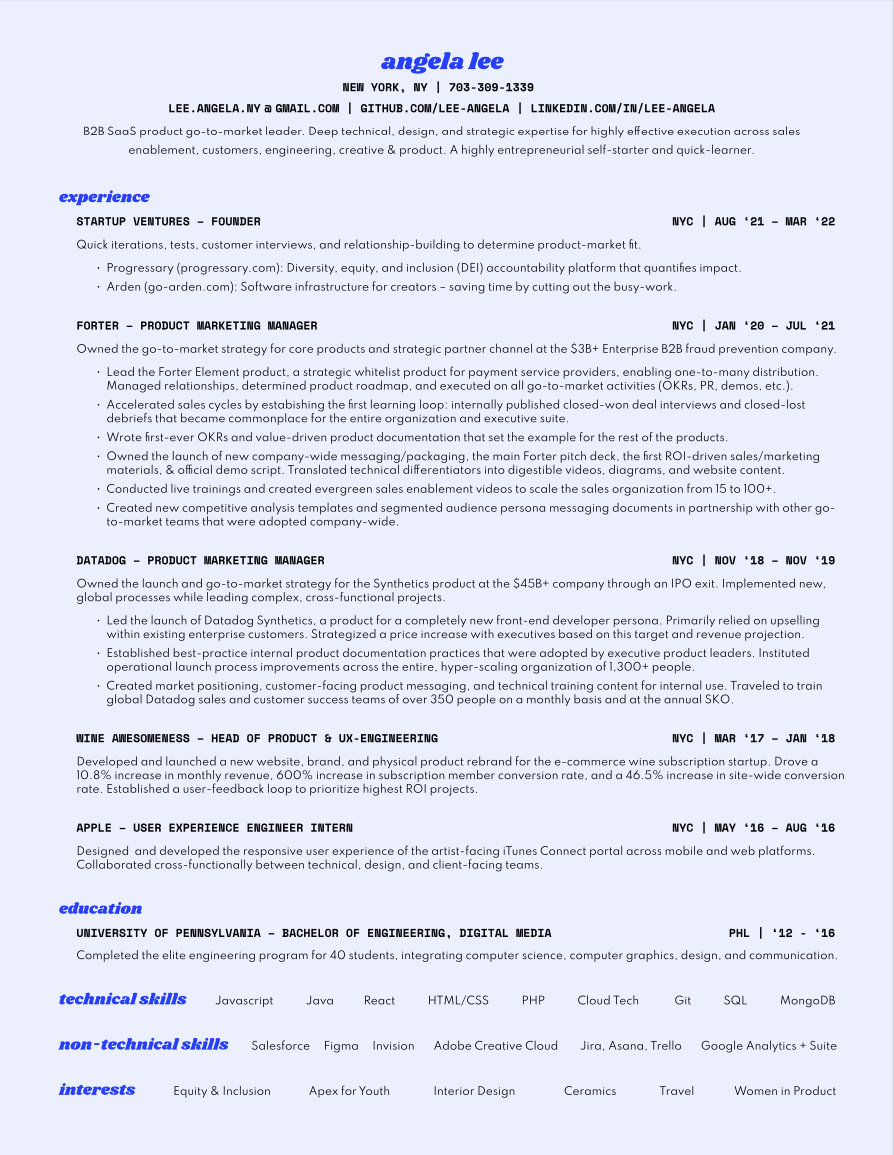 angela lee
NEW YORK, NY | 703-309-1339
LEE.ANGELA.NY@GMAIL.COM | GITHUB.COM/LEE-ANGELA | LINKEDIN.COM/IN/LEE-ANGELA
B2B SaaS product go-to-market leader. Deep technical, design, and strategic expertise for highly effective execution across sales
enablement, customers, engineering, creative & product. A highly entrepreneurial self-starter and quick-learner.
experience
STARTUP VENTURES – FOUNDER NYC | AUG ‘21 – MAR ‘22
Quick iterations, tests, customer interviews, and relationship-building to determine product-market fit.
· Progressary (progressary.com): Diversity, equity, and inclusion (DEI) accountability platform that quantifies impact.
· Arden (go-arden.com): Software infrastructure for creators – saving time by cutting out the busy-work.
FORTER – PRODUCT MARKETING MANAGER NYC | JAN ‘20 – JUL ‘21
Owned the go-to-market strategy for core products and strategic partner channel at the $3B+ Enterprise B2B fraud prevention company.
· Lead the Forter Element product, a strategic whitelist product for payment service providers, enabling one-to-many distribution.
Managed relationships, determined product roadmap, and executed on all go-to-market activities (OKRs, PR, demos, etc.).
· Accelerated sales cycles by estabishing the first learning loop; internally published closed-won deal interviews and closed-lost
debriefs that became commonplace for the entire organization and executive suite.
· Wrote first-ever OKRs and value-driven product documentation that set the example for the rest of the products.
· Owned the launch of new company-wide messaging/packaging, the main Forter pitch deck, the first ROI-driven sales/marketing
materials, & official demo script. Translated technical differentiators into digestible videos, diagrams, and website content.
· Conducted live trainings and created evergreen sales enablement videos to scale the sales organization from 15 to 100+.
· Created new competitive analysis templates and segmented audience persona messaging documents in partnership with other go-
to-market teams that were adopted company-wide.
DATADOG – PRODUCT MARKETING MANAGER NYC | NOV ‘18 – NOV ‘19
Owned the launch and go-to-market strategy for the Synthetics product at the $45B+ company through an IPO exit. Implemented new,
global processes while leading complex, cross-functional projects.
· Led the launch of Datadog Synthetics, a product for a completely new front-end developer persona. Primarily relied on upselling
within existing enterprise customers. Strategized a price increase with executives based on this target and revenue projection.
· Established best-practice internal product documentation practices that were adopted by executive product leaders. Instituted
operational launch process improvements across the entire, hyper-scaling organization of 1,300+ people.
· Created market positioning, customer-facing product messaging, and technical training content for internal use. Traveled to train
global Datadog sales and customer success teams of over 350 people on a monthly basis and at the annual SKO.
WINE AWESOMENESS – HEAD OF PRODUCT & UX-ENGINEERING NYC | MAR ‘17 – JAN ‘18
Developed and launched a new website, brand, and physical product rebrand for the e-commerce wine subscription startup. Drove a
10.8% increase in monthly revenue, 600% increase in subscription member conversion rate, and a 46.5% increase in site-wide conversion
rate. Established a user-feedback loop to prioritize highest ROI projects.
APPLE – USER EXPERIENCE ENGINEER INTERN NYC | MAY ‘16 – AUG ‘16
Designed and developed the responsive user experience of the artist-facing iTunes Connect portal across mobile and web platforms.
Collaborated cross-functionally between technical, design, and client-facing teams.
education
UNIVERSITY OF PENNSYLVANIA – BACHELOR OF ENGINEERING, DIGITAL MEDIA PHL | ‘12 - ‘16
Completed the elite engineering program for 40 students, integrating computer science, computer graphics, design, and communication.
technical skills Javascript Java React HTML/CSS PHP Cloud Tech Git SQL MongoDB
non-technical skills Salesforce Figma Invision Adobe Creative Cloud Jira, Asana, Trello Google Analytics + Suite
interests Equity & Inclusion Apex for Youth Interior Design Ceramics Travel Women in Product